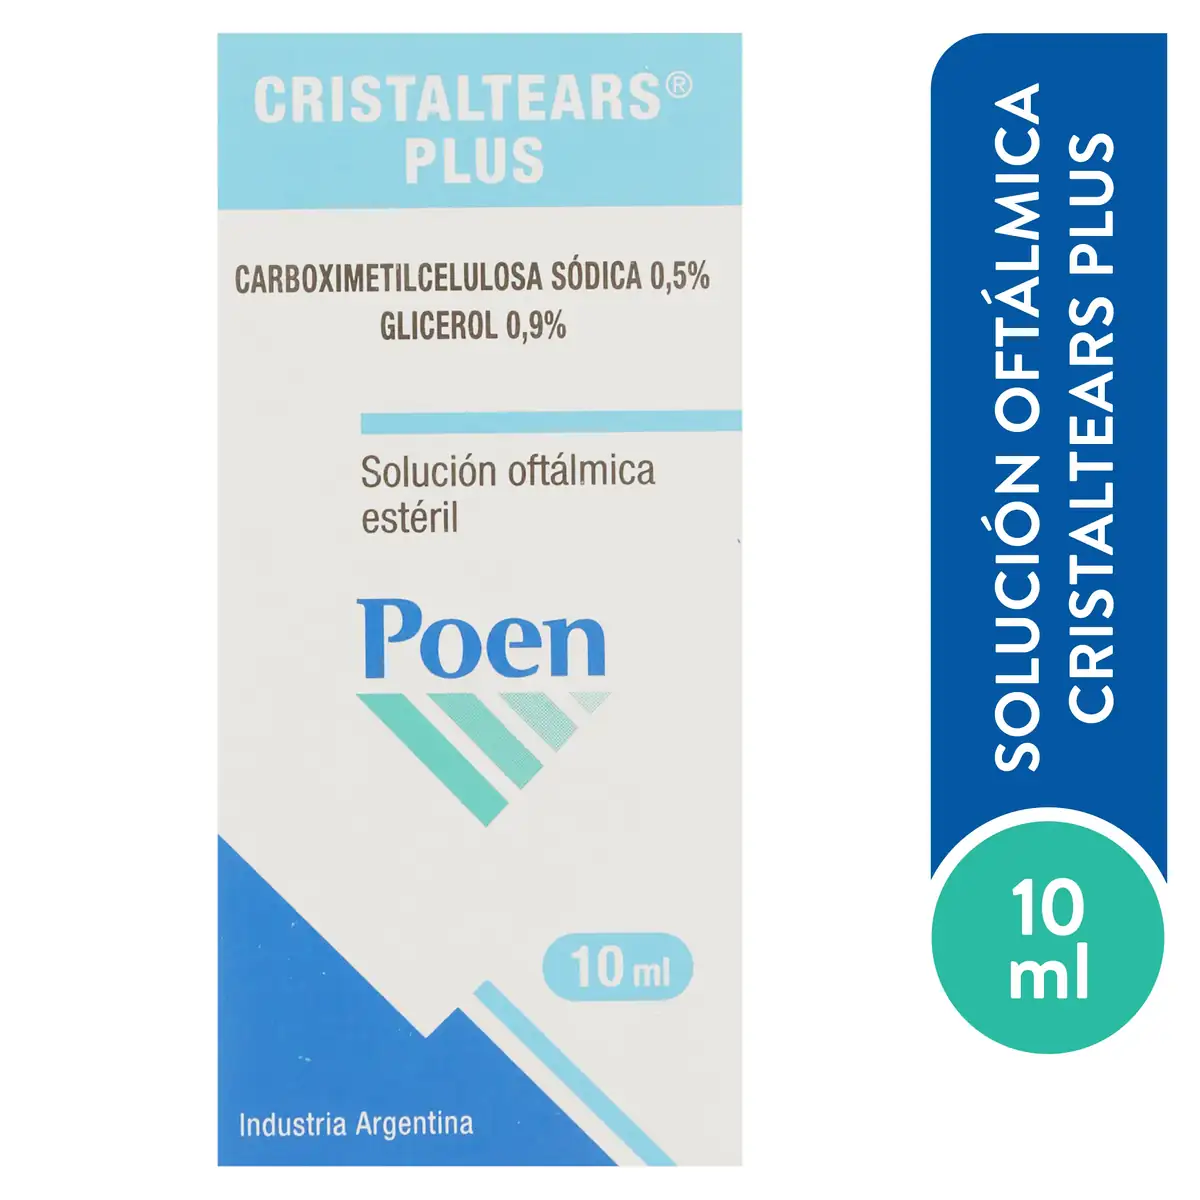 CRISTALTEARS®
PLUS
CARBOXIMETILCELULOSA SÓDICA 0,5%
GLICEROL 0,9%
Solución oftálmica
estéril
Poen
10 ml
Industria Argentina
SOLUCIÓN OFTÁLMICA
CRISTALTEARS PLUS
10
ml